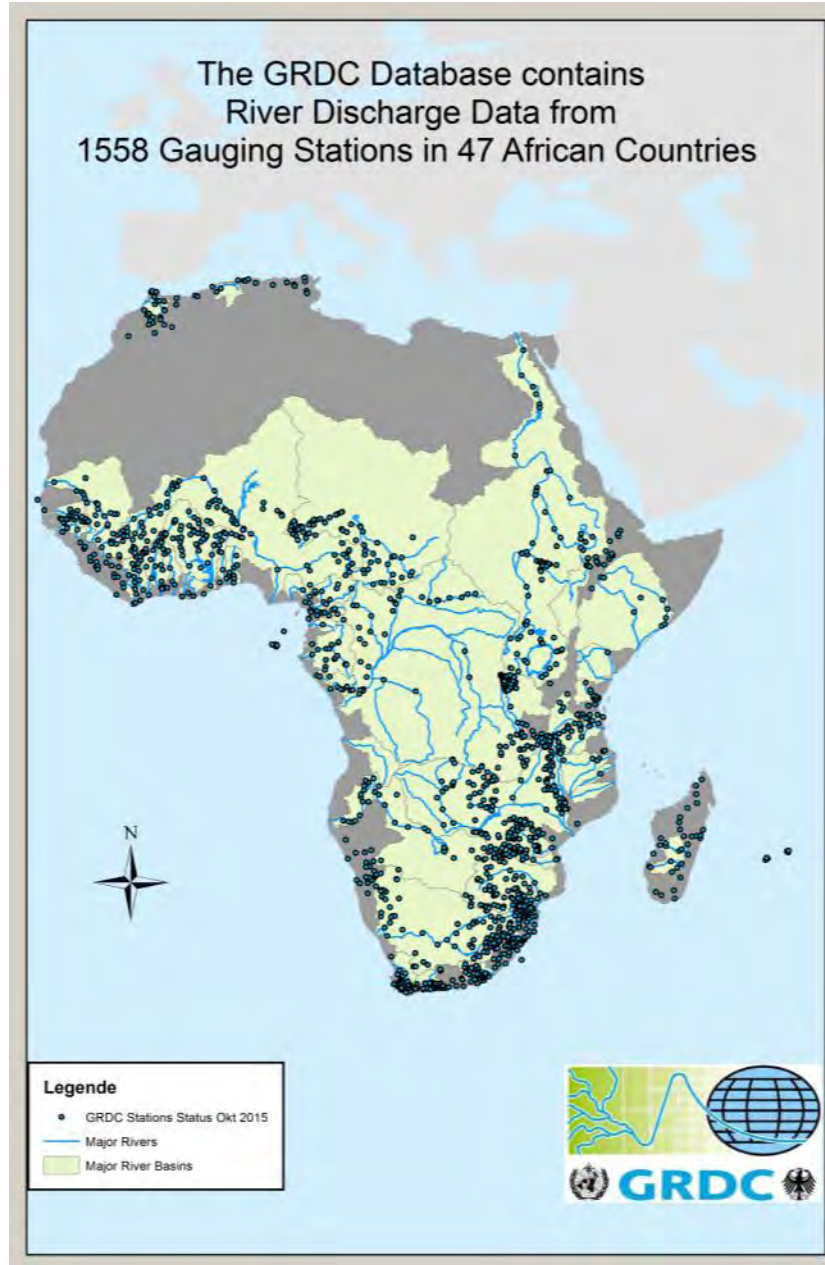 The GRDC Database contains
River Discharge Data from
1558 Gauging Stations in 47 African Countries
N
Legende
GRDC Stations Status Okt 2015
Major Rivers
Major River Basins
GRDC